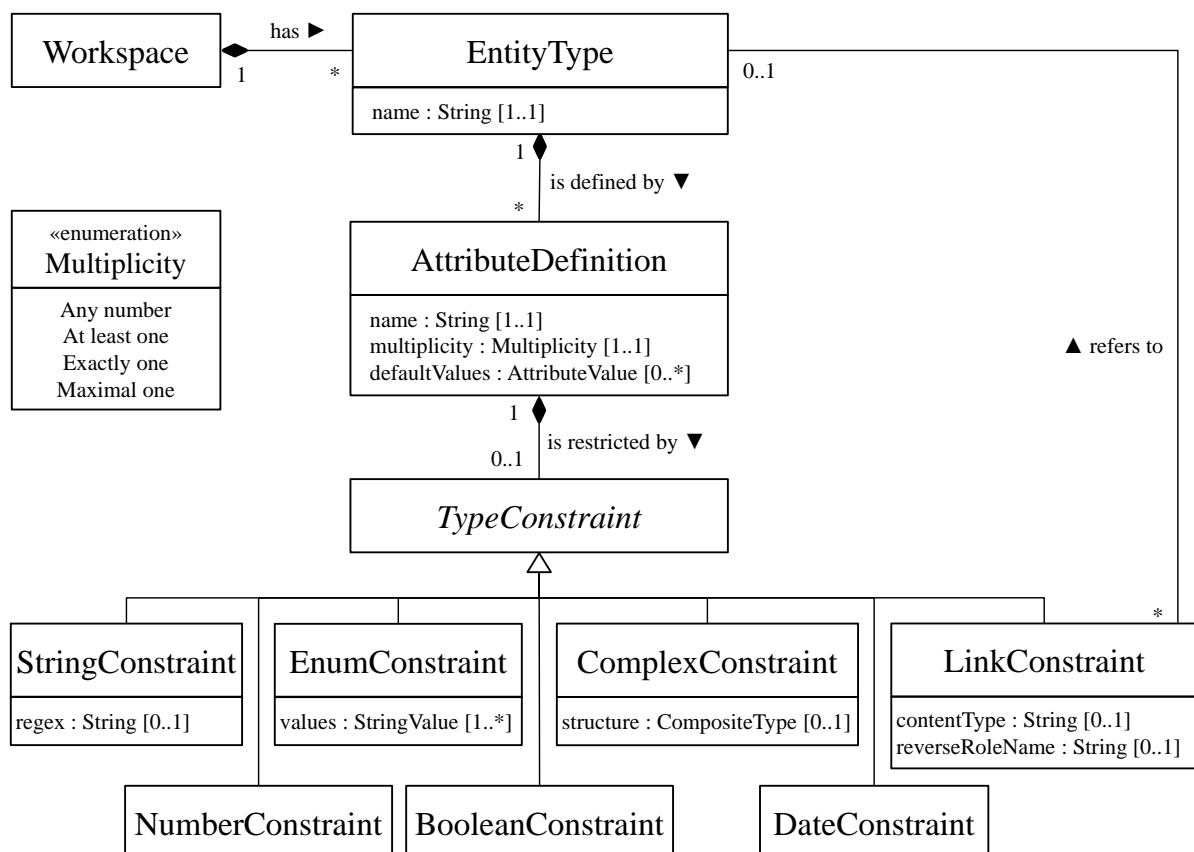 Workspace
has ►
1
*
EntityType
name : String [1..1]
0..1
1
is defined by ▼
*
«enumeration»
Multiplicity
Any number
At least one
Exactly one
Maximal one
AttributeDefinition
name : String [1..1]
multiplicity : Multiplicity [1..1]
defaultValues : AttributeValue [0..*]
▲ refers to
1
is restricted by ▼
0..1
TypeConstraint
*
StringConstraint
regex : String [0..1]
EnumConstraint
values : StringValue [1..*]
ComplexConstraint
structure : CompositeType [0..1]
LinkConstraint
contentType : String [0..1]
reverseRoleName : String [0..1]
NumberConstraint
BooleanConstraint
DateConstraint